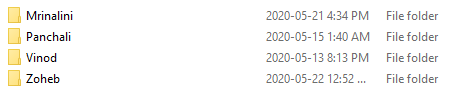 Mrinalini 2020-05-21 4:34 PM File folder
Panchali 2020-05-15 1:40 AM File folder
Vinod 2020-05-13 8:13 PM File folder
Zoheb 2020-05-22 12:52 ... File folder